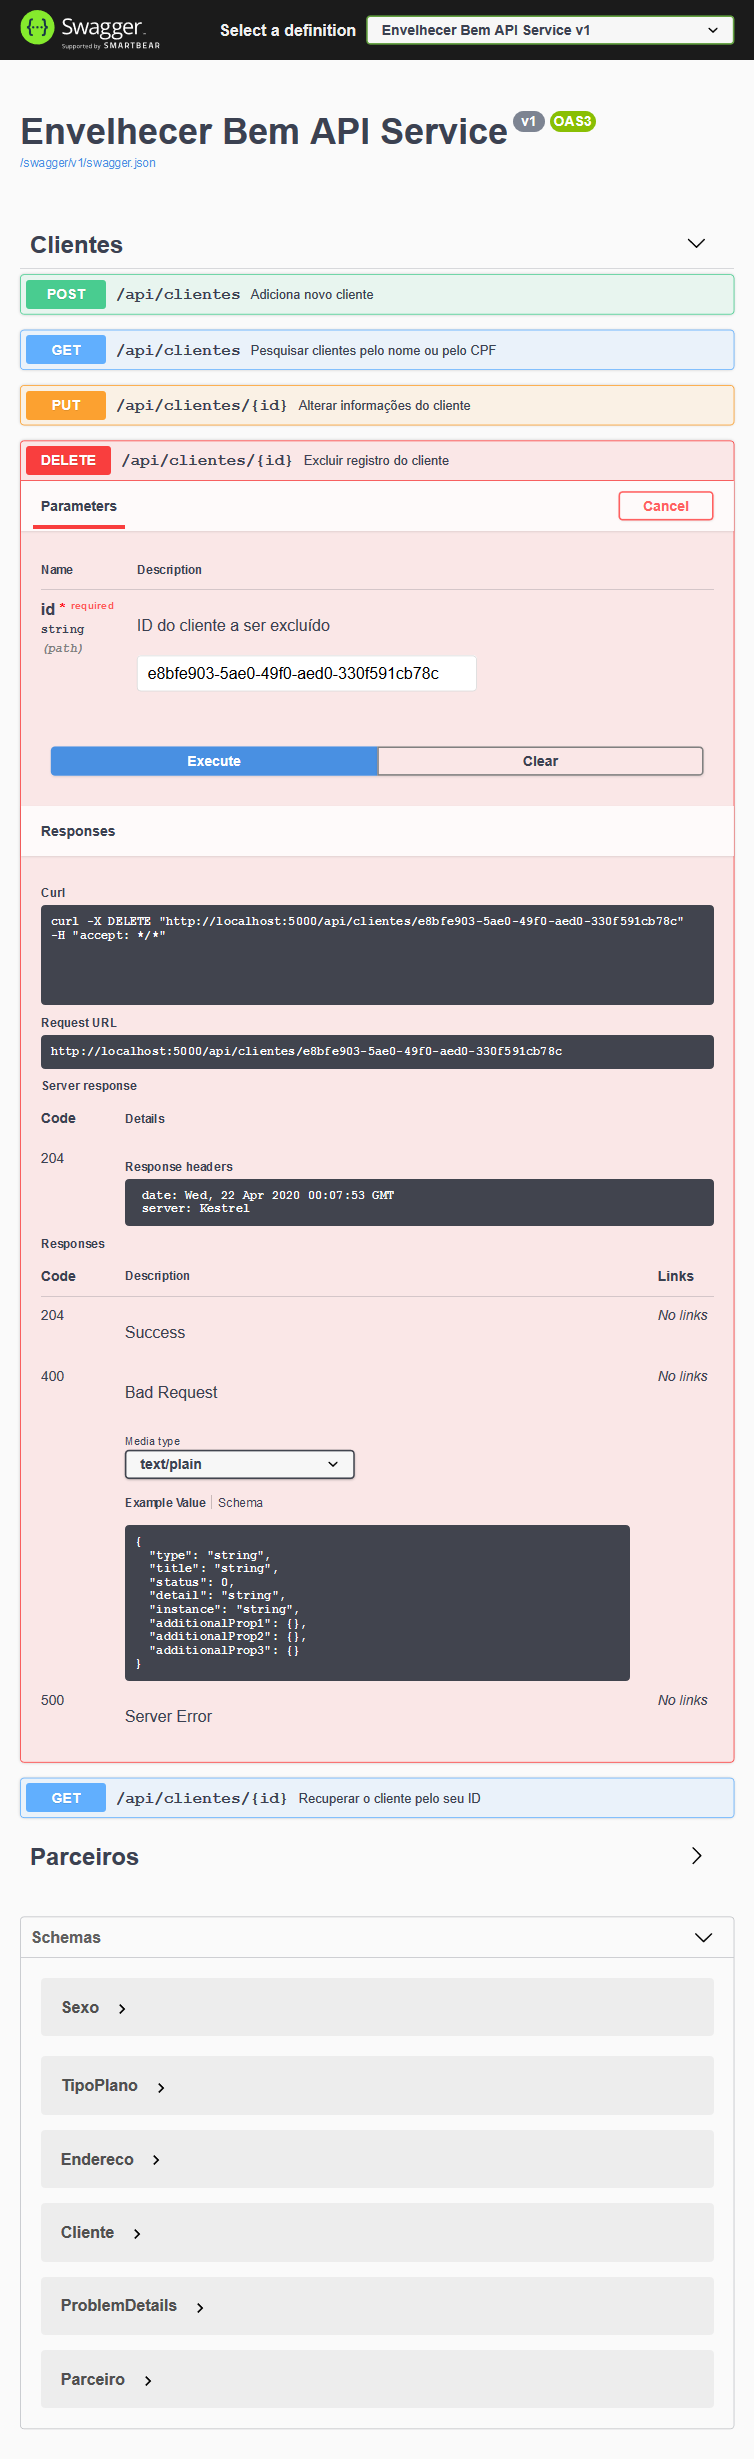 Swagger
Supported by SMARTBEAR
Select a definition
Envelhecer Bem API Service v1
Envelhecer Bem API Service v1 OAS3
/swagger/v1/swagger.json
Clientes
POST /api/clientes Adiciona novo cliente
GET /api/clientes Pesquisar clientes pelo nome ou pelo CPF
PUT /api/clientes/{id} Alterar informações do cliente
DELETE /api/clientes/{id} Excluir registro do cliente
Parameters Cancel
Name Description
id * required
string
(path)
ID do cliente a ser excluído
e8bfe903-5ae0-49f0-aed0-330f591cb78c
Execute Clear
Responses
Curl
curl -X DELETE "http://localhost:5000/api/clientes/e8bfe903-5ae0-49f0-aed0-330f591cb78c"
-H "accept: */*"
Request URL
http://localhost:5000/api/clientes/e8bfe903-5ae0-49f0-aed0-330f591cb78c
Server response
Code Details
204
Response headers
date: Wed, 22 Apr 2020 00:07:53 GMT
server: Kestrel
Responses
Code Description Links
204 No links
Success
400 No links
Bad Request
Media type
text/plain
Example Value Schema
{
"type": "string",
"title": "string",
"status": 0,
"detail": "string",
"instance": "string",
"additionalProp1": {},
"additionalProp2": {},
"additionalProp3": {}
}
500 No links
Server Error
GET /api/clientes/{id} Recuperar o cliente pelo seu ID
Parceiros
Schemas
Sexo
TipoPlano
Endereco
Cliente
ProblemDetails
Parceiro